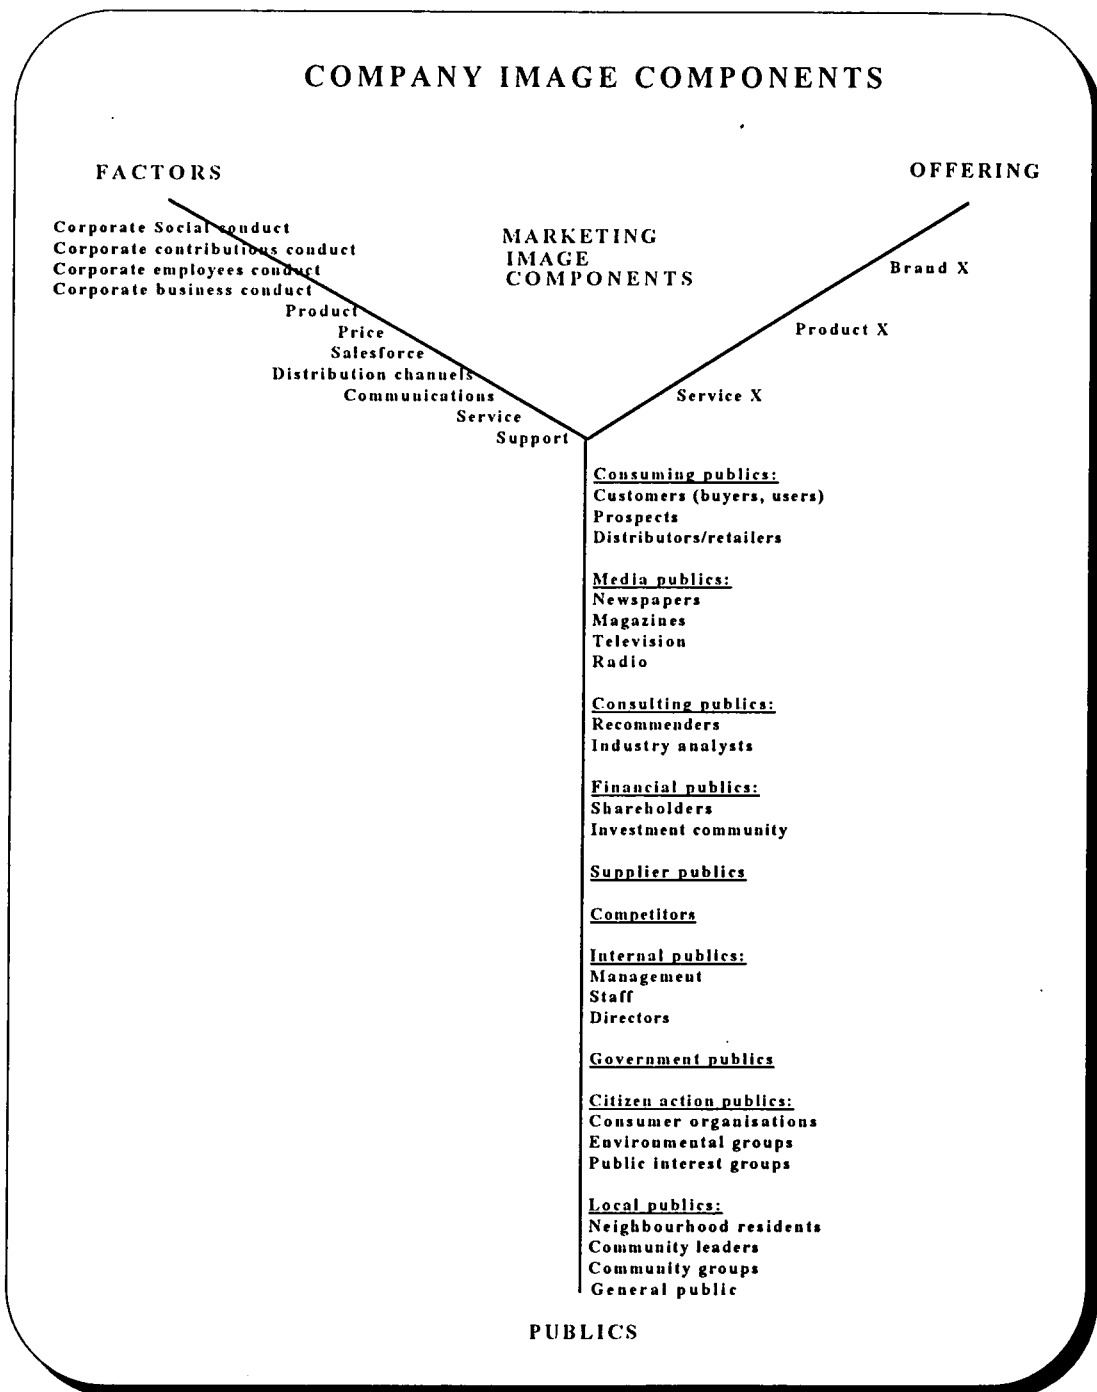 COMPANY IMAGE COMPONENTS
FACTORS
OFFERING
Corporate Social conduct
Corporate contributions conduct
Corporate employees conduct
Corporate business conduct
Product
Price
Salesforce
Distribution channels
Communications
Service
Support
MARKETING
IMAGE
COMPONENTS
Brand X
Product X
Service X
Consuming publics:
Customers (buyers, users)
Prospects
Distributors/retailers
Media publics:
Newspapers
Magazines
Television
Radio
Consulting publics:
Recommenders
Industry analysts
Financial publics:
Shareholders
Investment community
Supplier publics
Competitors
Internal publics:
Management
Staff
Directors
Government publics
Citizen action publics:
Consumer organisations
Environmental groups
Public interest groups
Local publics:
Neighbourhood residents
Community leaders
Community groups
General public
PUBLICS